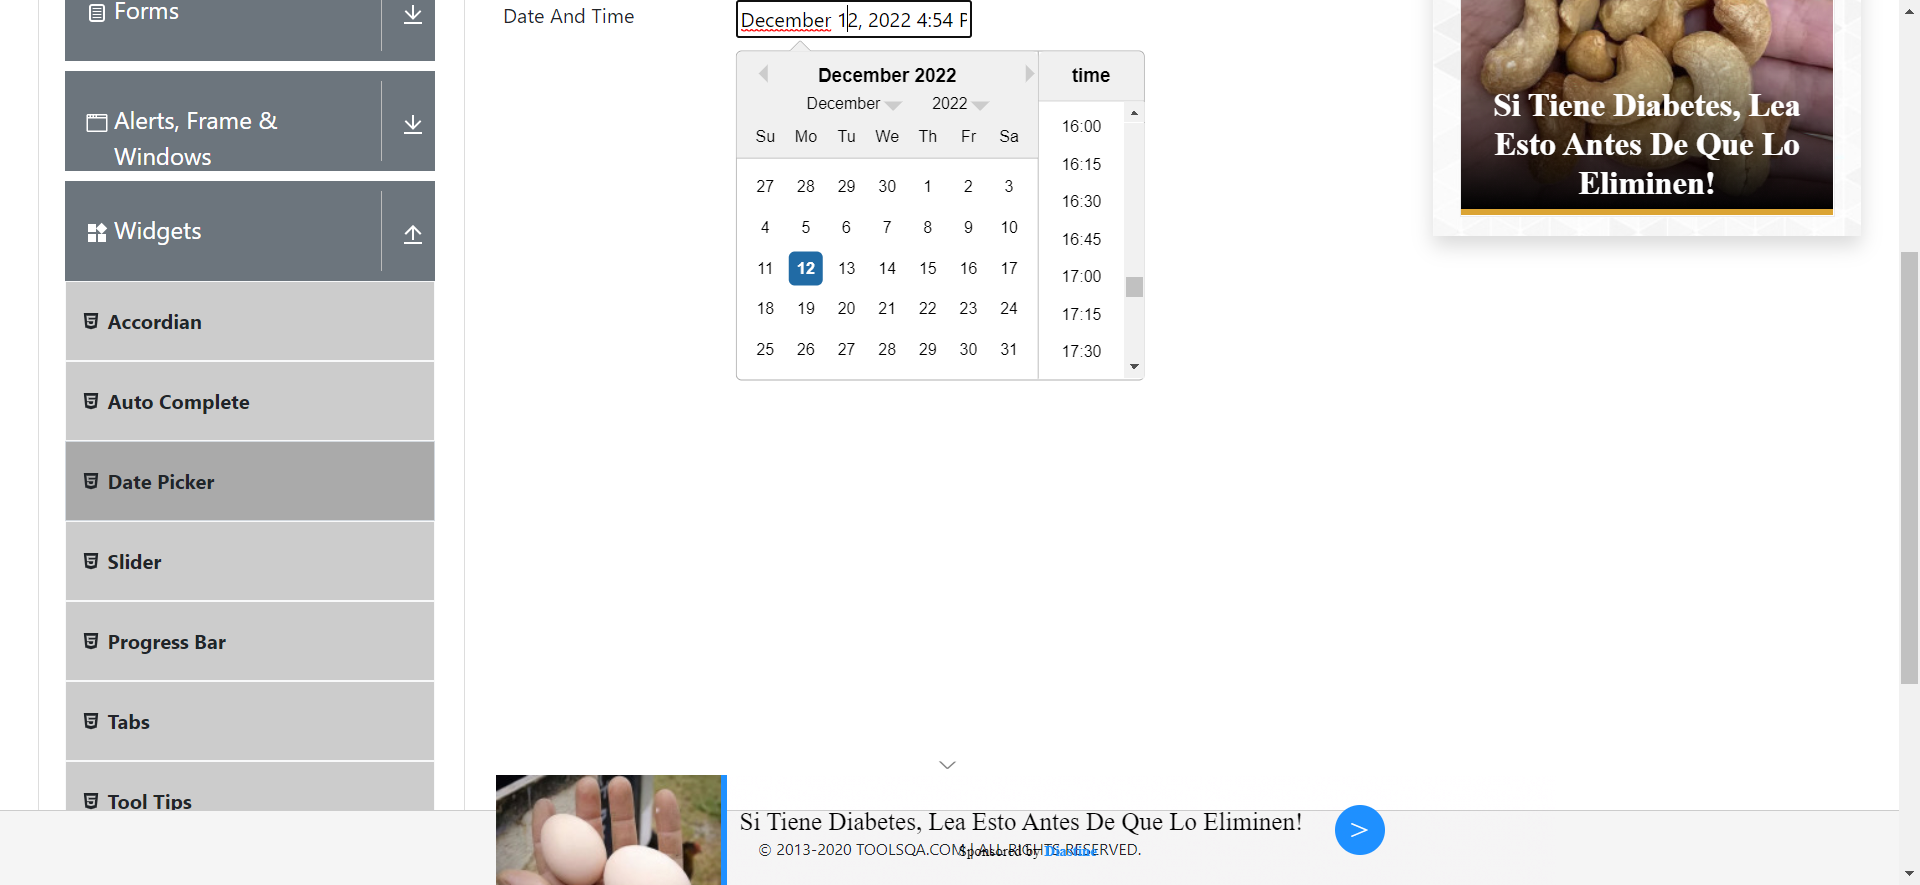 Forms
Alerts, Frame &
Windows
Widgets
Accordian
Auto Complete
Date Picker
Slider
Progress Bar
Tabs
Tool Tips
Date And Time
December 12, 2022 4:54 P
December 2022
December 2022
Su Mo Tu We Th Fr Sa
27 28 29 30 1 2 3
4 5 6 7 8 9 10
11 12 13 14 15 16 17
18 19 20 21 22 23 24
25 26 27 28 29 30 31
time
16:00
16:15
16:30
16:45
17:00
17:15
17:30
Si Tiene Diabetes, Lea
Esto Antes De Que Lo
Eliminen!
Si Tiene Diabetes, Lea Esto Antes De Que Lo Eliminen!
>
© 2013-2020 TOOLSQA.COM | ALL RIGHTS RESERVED.
Sponsored by